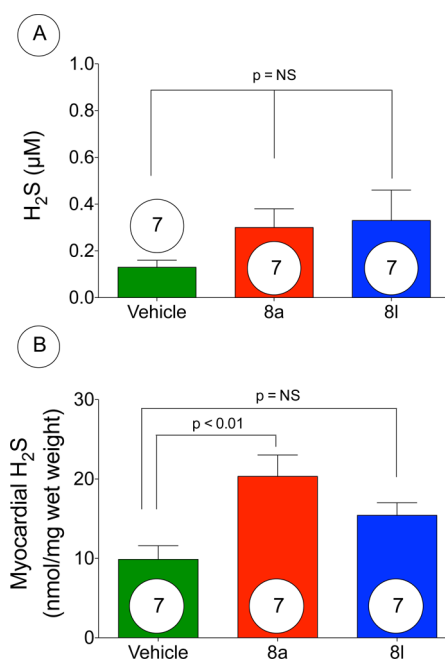 A
p = NS
1.0
0.8
0.6
0.4
0.2
0.0
H₂S (µM)
7
7
7
Vehicle
8a
8l
B
p = NS
p < 0.01
30
20
10
0
Myocardial H₂S
(nmol/mg wet weight)
7
7
7
Vehicle
8a
8l